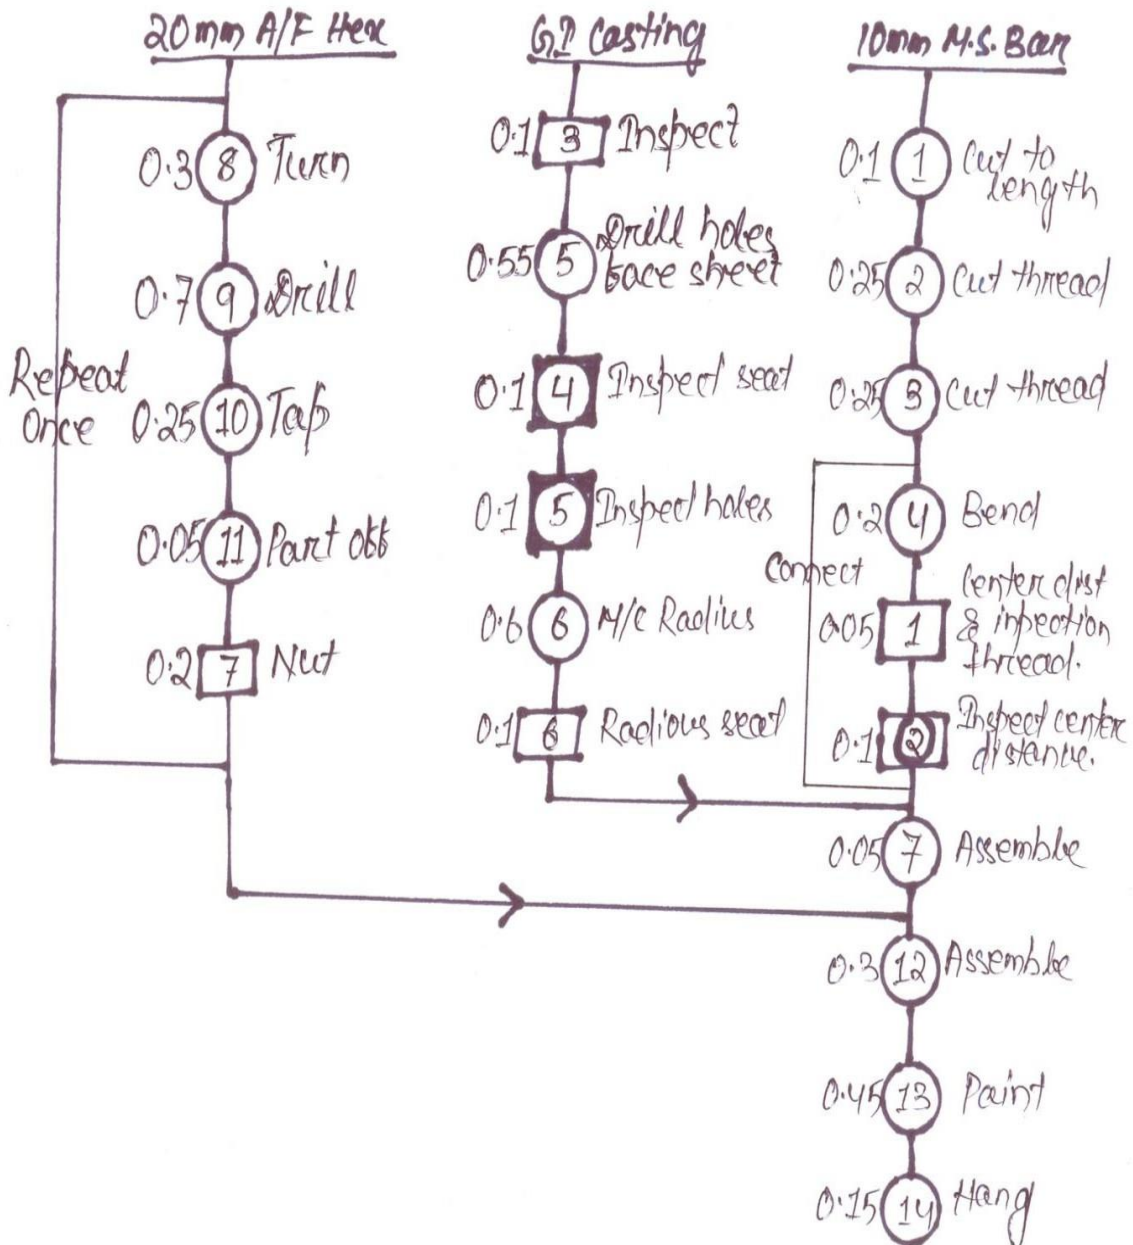 20mm A/F Hex
0.3 8 Turn
0.7 9 Drill
Repeat
Once
0.25 10 Tap
0.05 11 Part off
0.2 7 Nut
G.I Casting
0.1 3 Inspect
Drill holes
0.55 5 face sheet
0.1 4 Inspect seat
0.1 5 Inspect holes
0.6 6 M/C Radius
0.1 6 Radious seat
10mm M.S. Bar
0.1 1 Cut to
length
0.25 2 Cut thread
0.25 3 Cut thread
0.2 4 Bend
Connect
Center dist
0.05 1 & inpection
thread.
Inspect center
0.1 2 distance.
0.05 7 Assemble
0.3 12 Assemble
0.45 13 Paint
0.15 14 Hang